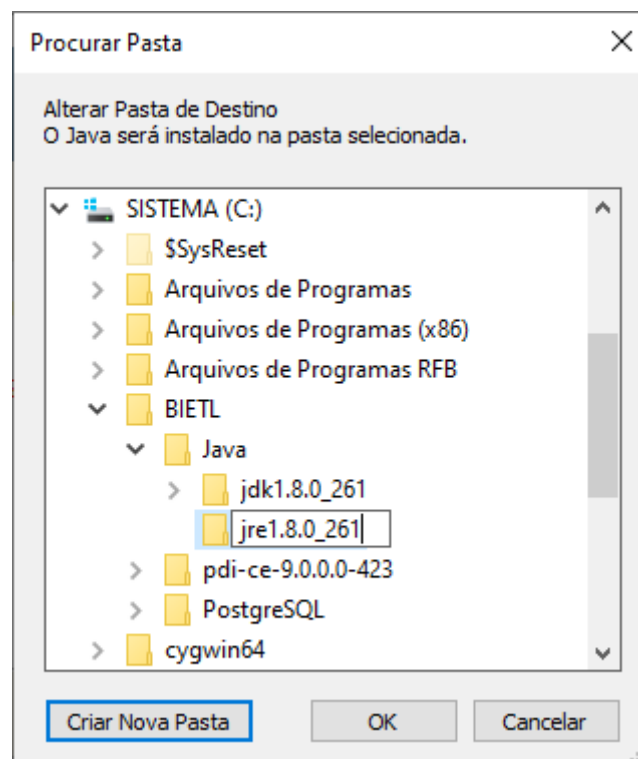 Procurar Pasta
Alterar Pasta de Destino
O Java será instalado na pasta selecionada.
SISTEMA (C:)
$SysReset
Arquivos de Programas
Arquivos de Programas (x86)
Arquivos de Programas RFB
BIETL
Java
jdk1.8.0_261
jre1.8.0_261
pdi-ce-9.0.0.0-423
PostgreSQL
cygwin64
Criar Nova Pasta OK Cancelar